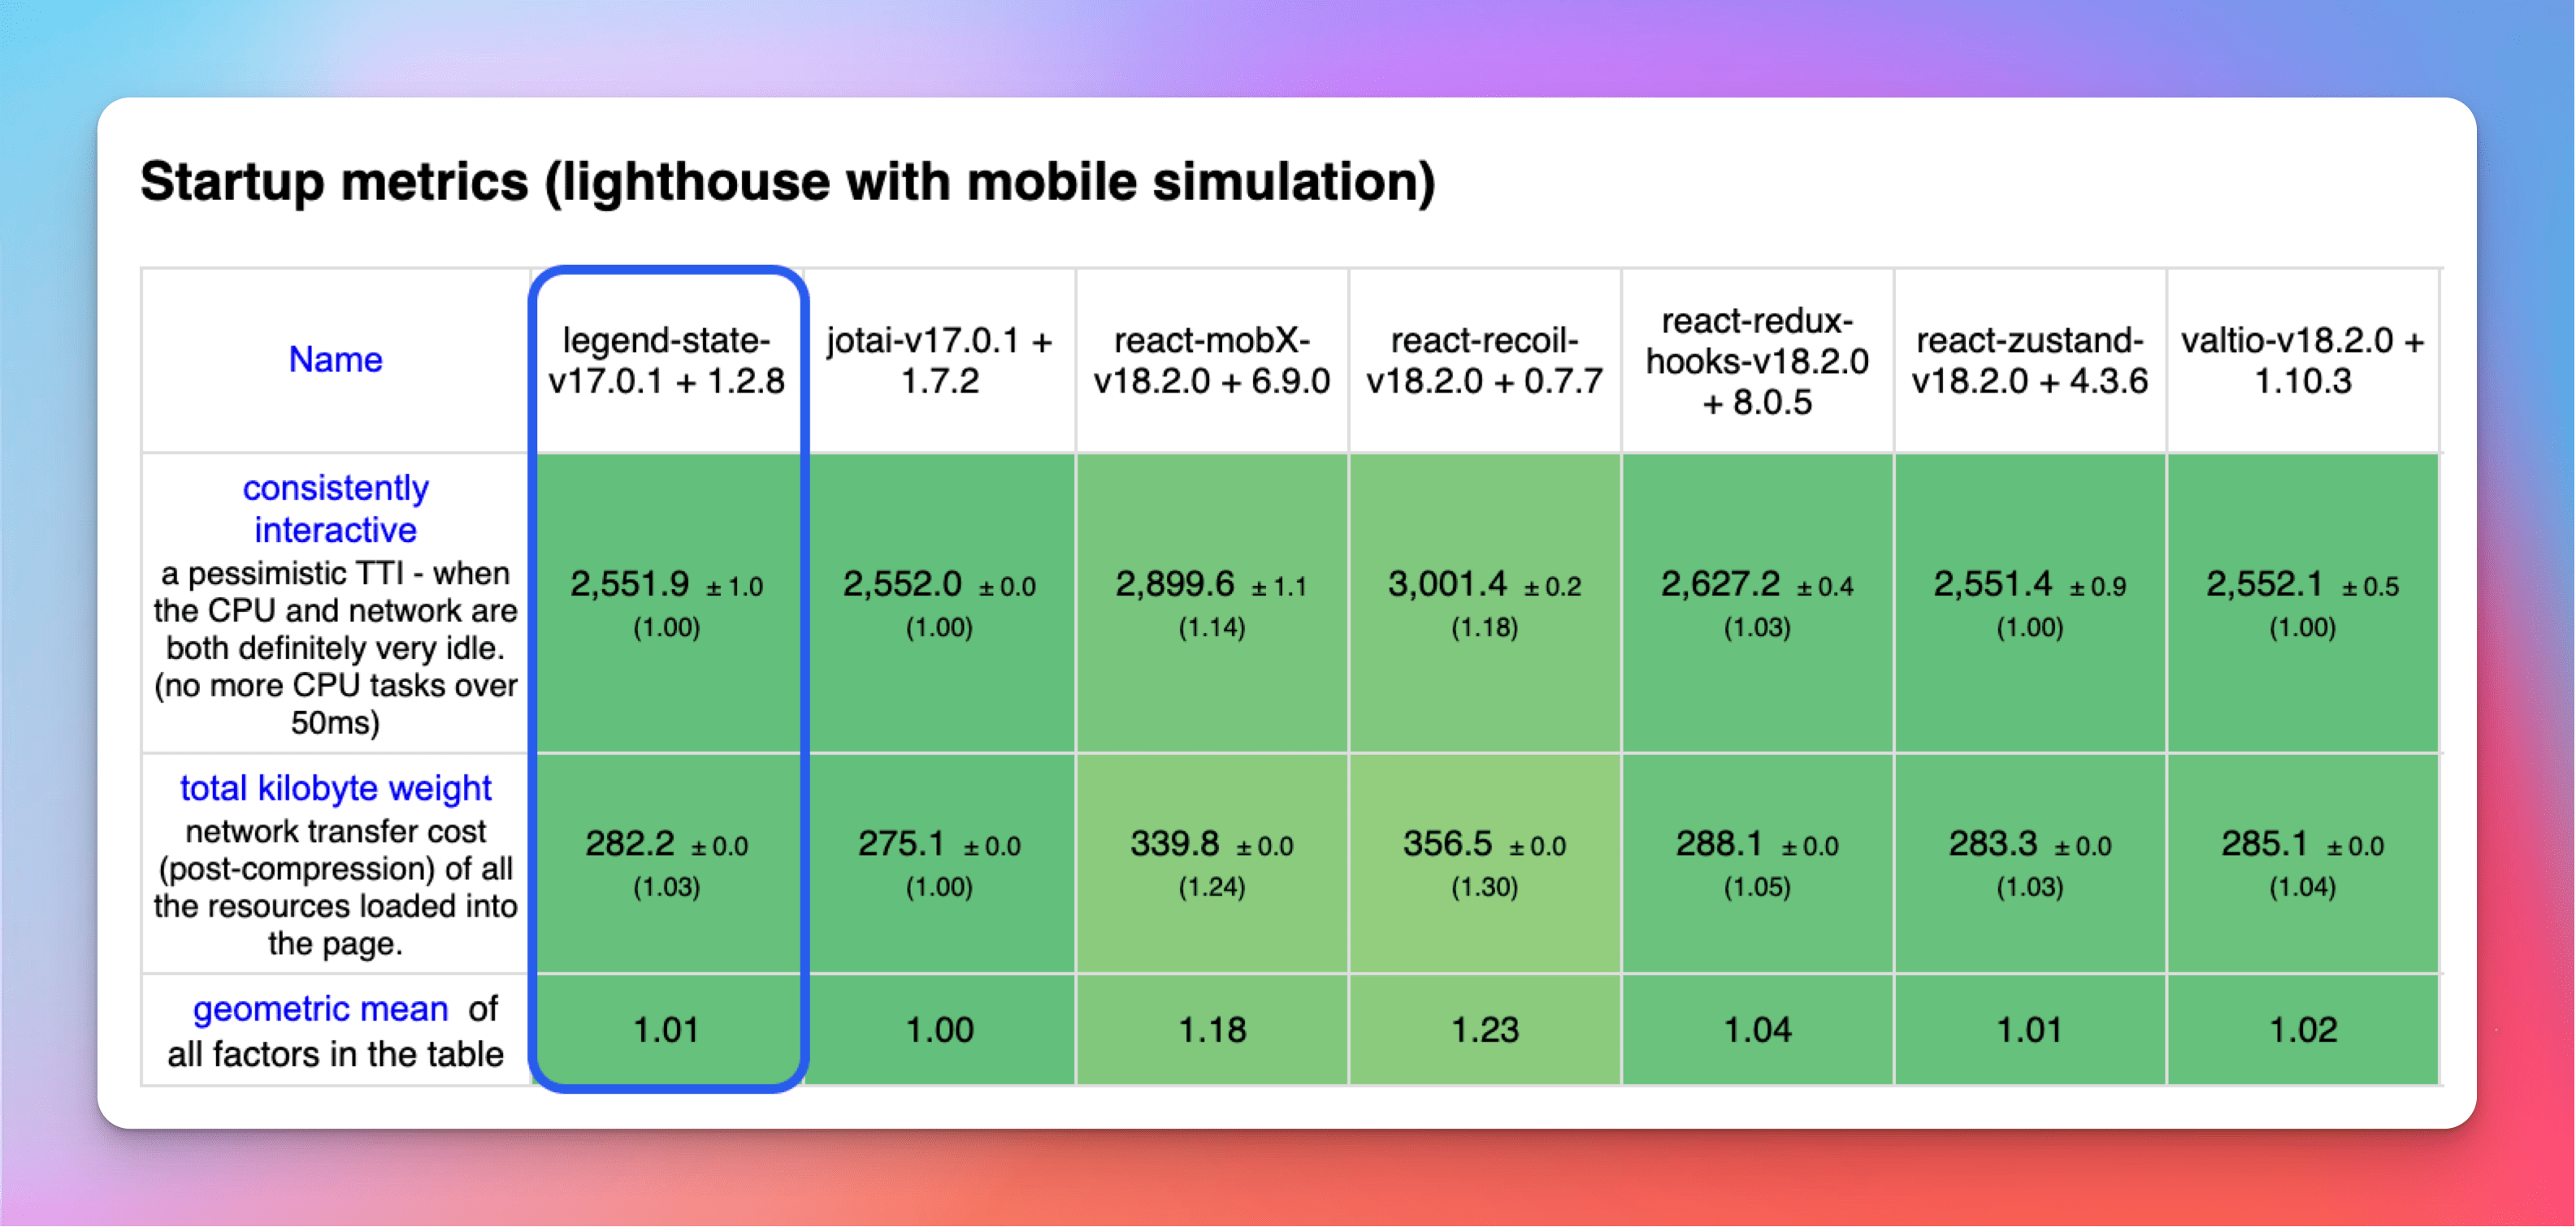 Startup metrics (lighthouse with mobile simulation)
Name
legend-state-
v17.0.1 + 1.2.8
jotai-v17.0.1 +
1.7.2
react-mobX-
v18.2.0 + 6.9.0
react-recoil-
v18.2.0 + 0.7.7
react-redux-
hooks-v18.2.0
+ 8.0.5
react-zustand-
v18.2.0 + 4.3.6
valtio-v18.2.0 +
1.10.3
consistently
interactive
a pessimistic TTI - when
the CPU and network are
both definitely very idle.
(no more CPU tasks over
50ms)
2,551.9 ± 1.0
(1.00)
2,552.0 ± 0.0
(1.00)
2,899.6 ± 1.1
(1.14)
3,001.4 ± 0.2
(1.18)
2,627.2 ± 0.4
(1.03)
2,551.4 ± 0.9
(1.00)
2,552.1 ± 0.5
(1.00)
total kilobyte weight
network transfer cost
(post-compression) of all
the resources loaded into
the page.
282.2 ± 0.0
(1.03)
275.1 ± 0.0
(1.00)
339.8 ± 0.0
(1.24)
356.5 ± 0.0
(1.30)
288.1 ± 0.0
(1.05)
283.3 ± 0.0
(1.03)
285.1 ± 0.0
(1.04)
geometric mean of
all factors in the table
1.01
1.00
1.18
1.23
1.04
1.01
1.02